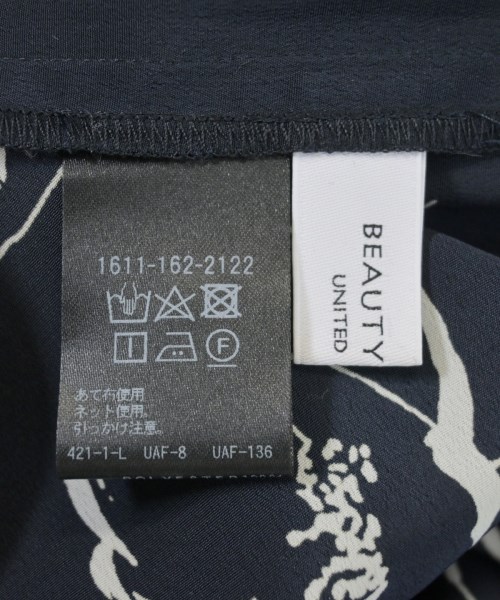 1611-162-2122
F
あて布使用
ネット使用。
引っかけ注意。
421-1-L UAF-8 UAF-136
BEAUTY
UNITED